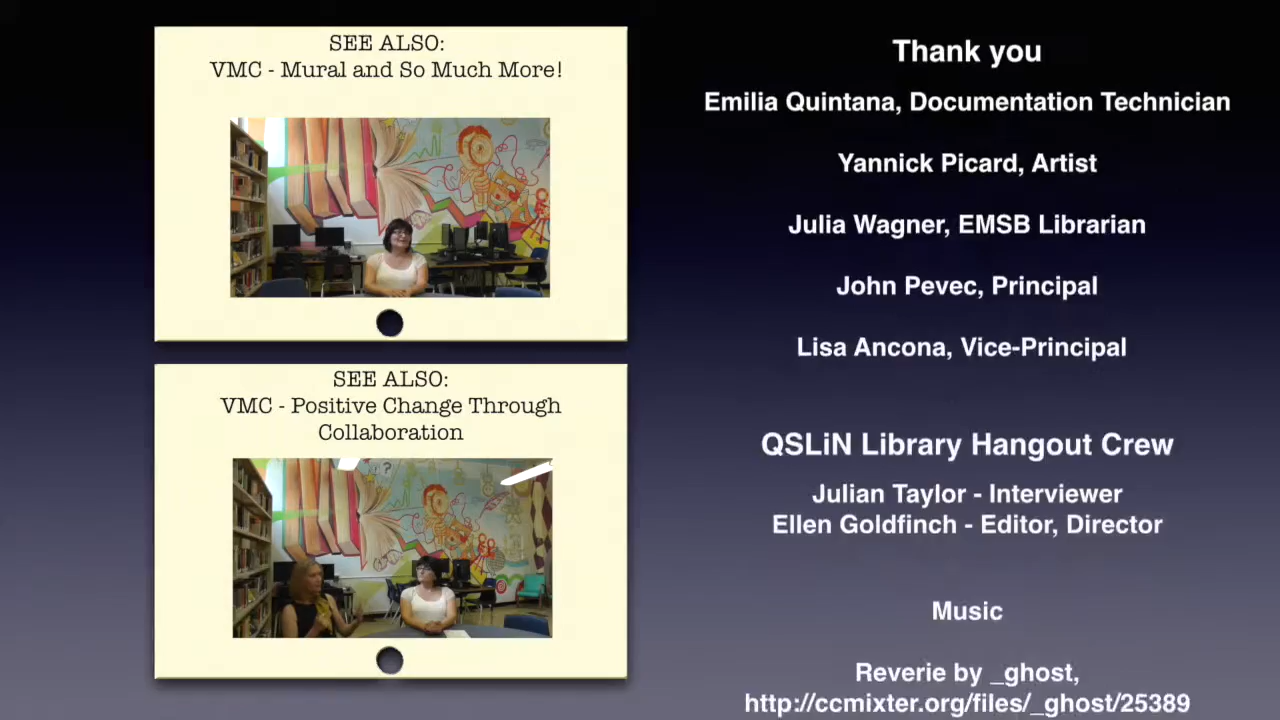 SEE ALSO:
VMC - Mural and So Much More!
SEE ALSO:
VMC - Positive Change Through
Collaboration
Thank you
Emilia Quintana, Documentation Technician
Yannick Picard, Artist
Julia Wagner, EMSB Librarian
John Pevec, Principal
Lisa Ancona, Vice-Principal
QSLiN Library Hangout Crew
Julian Taylor - Interviewer
Ellen Goldfinch - Editor, Director
Music
Reverie by _ghost,
http://ccmixter.org/files/_ghost/25389